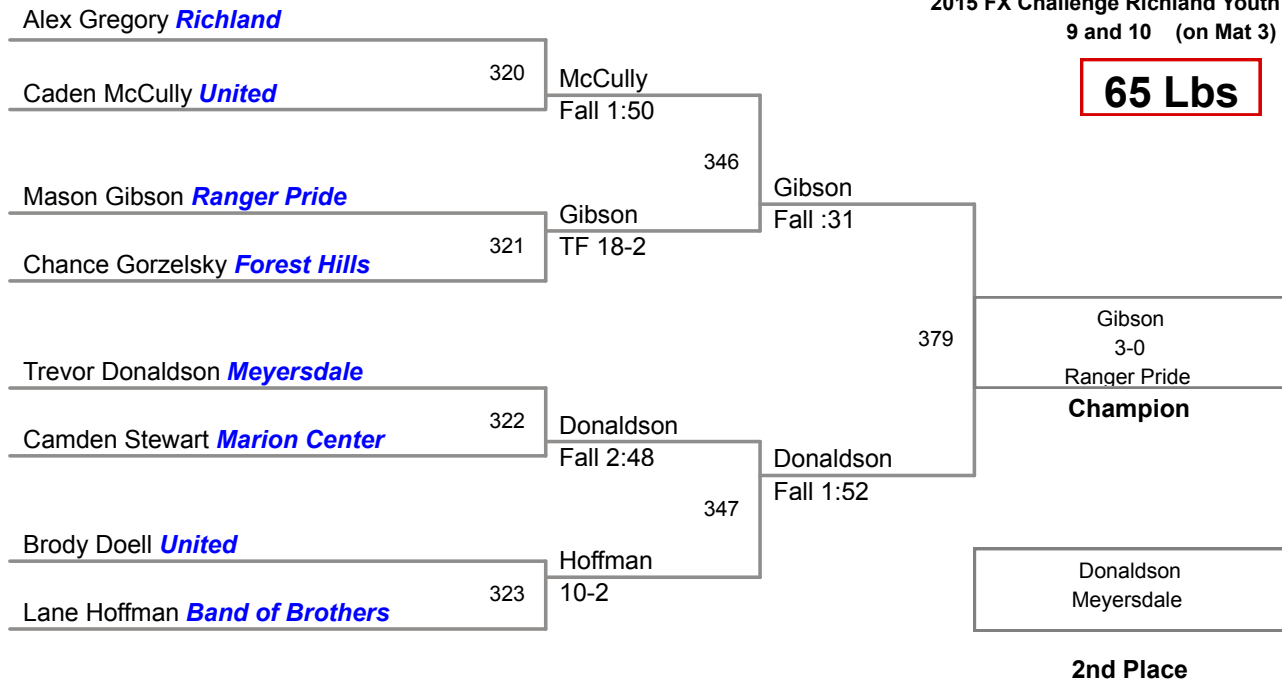 2015 FX Challenge Richland Youth
9 and 10 (on Mat 3)
65 Lbs
Alex Gregory Richland
320
Caden McCully United
McCully
Fall 1:50
346
Mason Gibson Ranger Pride
321
Chance Gorzelsky Forest Hills
Gibson
TF 18-2
Gibson
Fall :31
379
Trevor Donaldson Meyersdale
322
Camden Stewart Marion Center
Donaldson
Fall 2:48
347
Donaldson
Fall 1:52
Brody Doell United
323
Lane Hoffman Band of Brothers
Hoffman
10-2
Gibson
3-0
Ranger Pride
Champion
Donaldson
Meyersdale
2nd Place